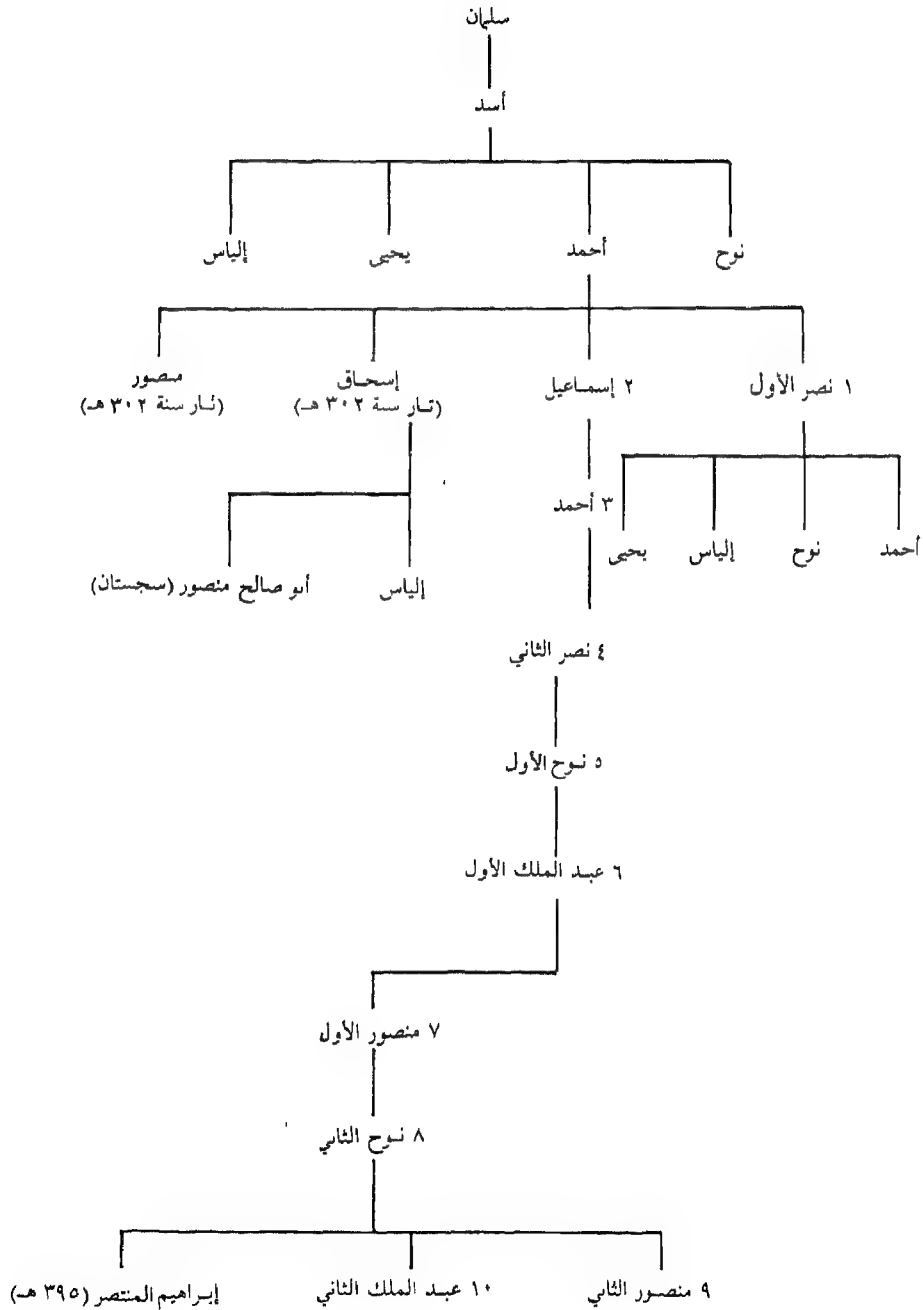 سليمان
أسد
نوح
أحمد
يحيى
إلياس
١ نصر الأول
٢ إسماعيل
إسحاق
(ثار سنة ٣٠٢ هـ)
منصور
(ثار سنة ٣٠٢ هـ)
٣ أحمد
أحمد
نوح
إلياس
يحيى
إلياس
أبو صالح منصور (سجستان)
٤ نصر الثاني
٥ نوح الأول
٦ عبد الملك الأول
٧ منصور الأول
٨ نوح الثاني
٩ منصور الثاني
١٠ عبد الملك الثاني
إبراهيم المنتصر (٣٩٥ هـ)